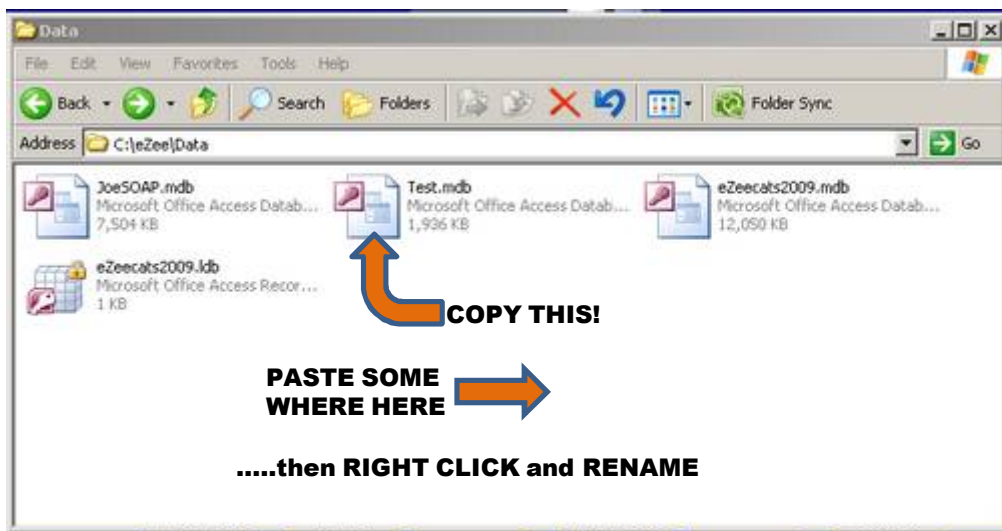 Data
File Edit View Favorites Tools Help
Back Search Folders Folder Sync
Address C:\eZee\Data Go
JoeSOAP.mdb
Microsoft Office Access Datab...
7,504 KB
Test.mdb
Microsoft Office Access Datab...
1,936 KB
eZeecats2009.mdb
Microsoft Office Access Datab...
12,050 KB
eZeecats2009.ldb
Microsoft Office Access Recor...
1 KB
COPY THIS!
PASTE SOME
WHERE HERE
.....then RIGHT CLICK and RENAME